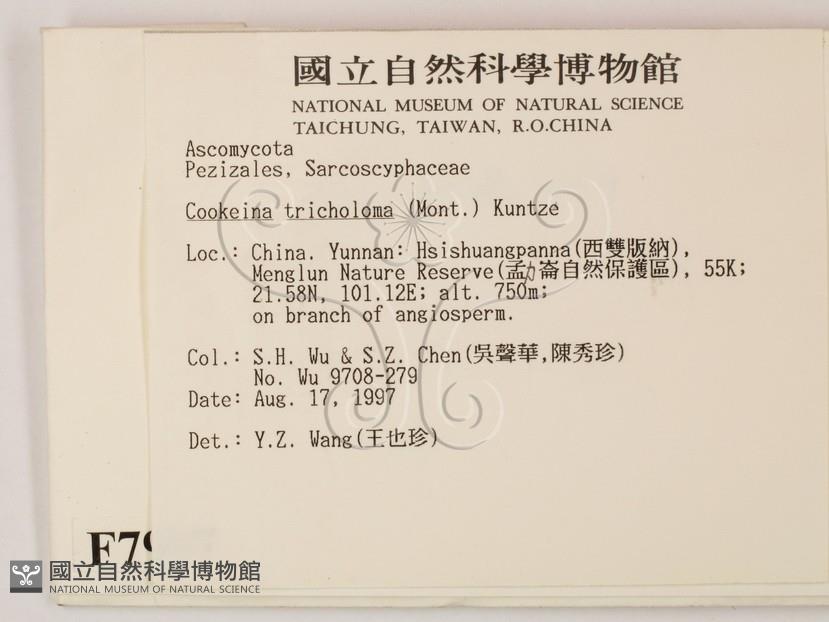 國立自然科學博物館
NATIONAL MUSEUM OF NATURAL SCIENCE
TAICHUNG, TAIWAN, R.O.CHINA
Ascomycota
Pezizales, Sarcoscyphaceae
Cookeina tricholoma (Mont.) Kuntze
Loc.: China. Yunnan: Hsishuangpanna(西雙版納),
Menglun Nature Reserve(孟力崙自然保護區), 55K;
21.58N, 101.12E; alt. 750m;
on branch of angiosperm.
Col.: S.H. Wu & S.Z. Chen(吳聲華,陳秀珍)
No. Wu 9708-279
Date: Aug. 17, 1997
Det.: Y.Z. Wang(王也珍)
F79
國立自然科學博物館
NATIONAL MUSEUM OF NATURAL SCIENCE